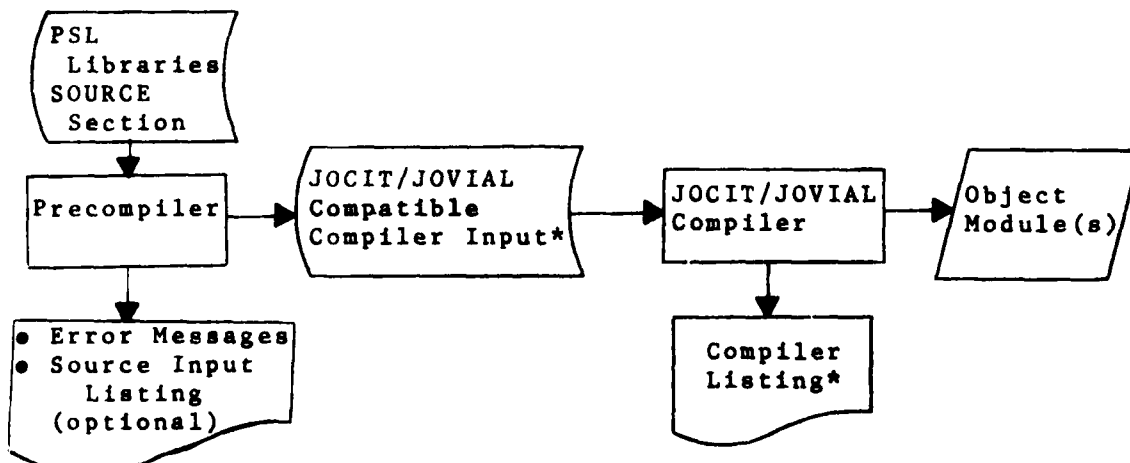 PSL
Libraries
SOURCE
Section
Precompiler
JOCIT/JOVIAL
Compatible
Compiler Input*
JOCIT/JOVIAL
Compiler
Object
Module(s)
● Error Messages
● Source Input
Listing
(optional)
Compiler
Listing*